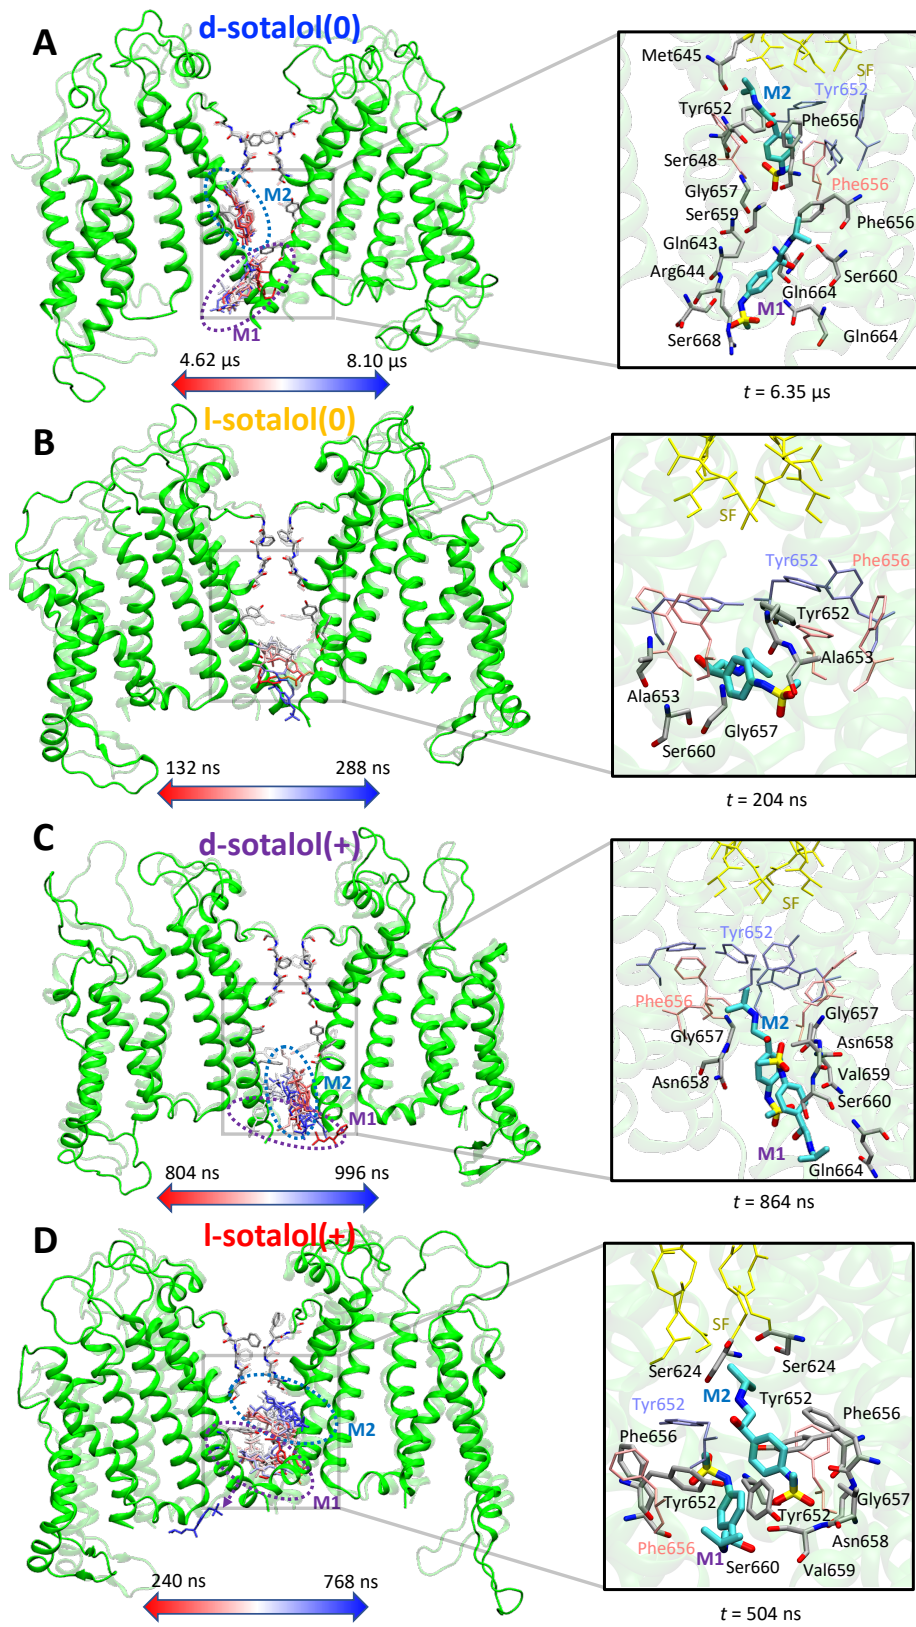 A
d-sotalol(0)
M2
M1
4.62 µs
8.10 µs
Met645
SF
M2
Tyr652
Tyr652
Phe656
Ser648
Gly657
Phe656
Ser659
Phe656
Gln643
Arg644
Ser660
Gln664
M1
Ser668
Gln664
t = 6.35 µs
B
l-sotalol(0)
132 ns
288 ns
SF
Tyr652
Phe656
Tyr652
Ala653
Ala653
Gly657
Ser660
t = 204 ns
C
d-sotalol(+)
M2
M1
804 ns
996 ns
SF
Tyr652
Phe656
M2
Gly657
Gly657
Asn658
Asn658
Val659
Ser660
M1
Gln664
t = 864 ns
D
l-sotalol(+)
M2
M1
240 ns
768 ns
SF
Ser624
Ser624
M2
Tyr652
Tyr652
Phe656
Phe656
Tyr652
Tyr652
Gly657
Phe656
M1
Ser660
Asn658
Val659
t = 504 ns